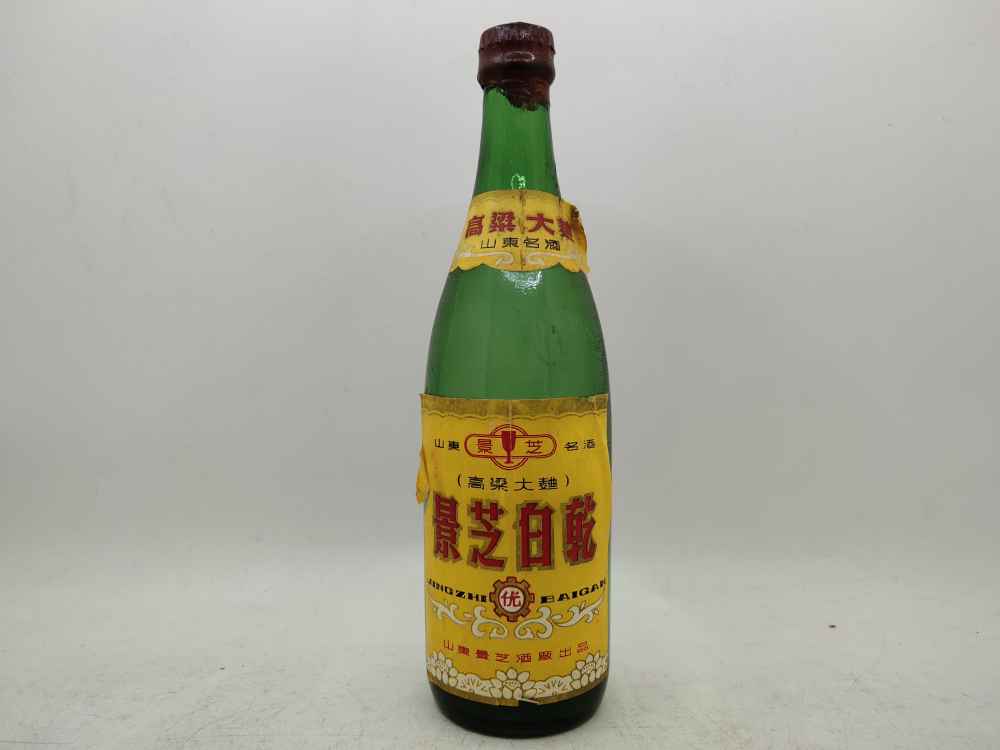 高粱大麯
山東名酒
山東 景芝 名酒
(高粱大麯)
景芝白乾
JINGZHI 优 BAIGAN
山東景芝酒廠出品